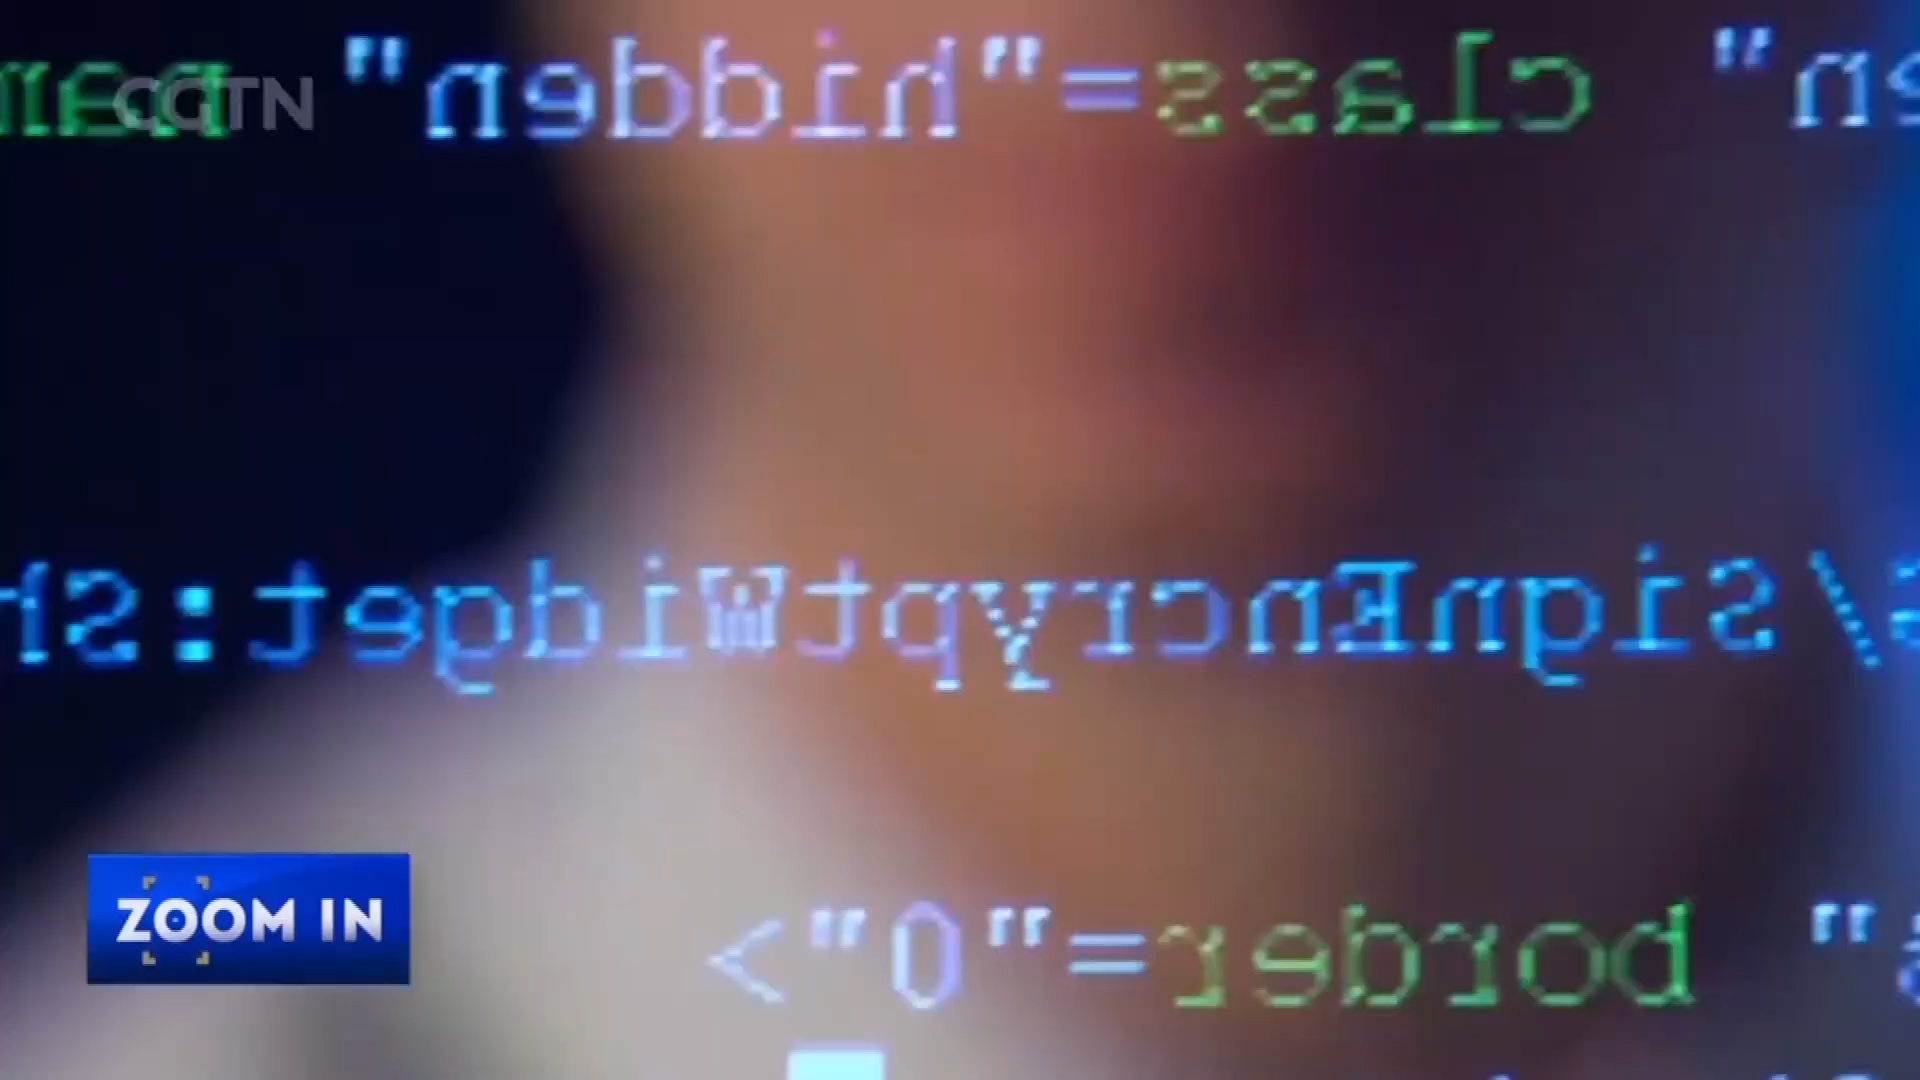 CGTN
" class="hidden"
/SignEncryptWidget:Sh
" border="0">
ZOOM IN